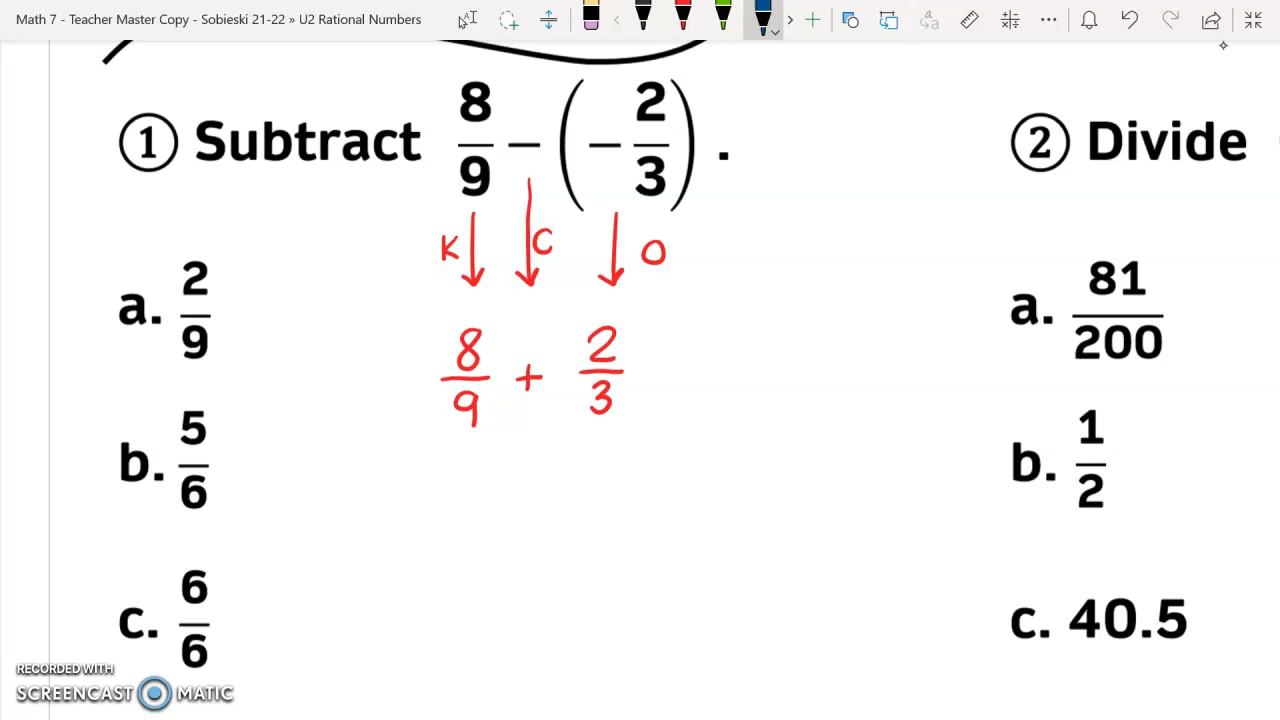 Math 7 - Teacher Master Copy - Sobieski 21-22 » U2 Rational Numbers
① Subtract 8/9 − (− 2/3) .
K C O
8/9 + 2/3
a. 2/9
b. 5/6
c. 6/6
② Divide
a. 81/200
b. 1/2
c. 40.5
RECORDED WITH
SCREENCAST MATIC